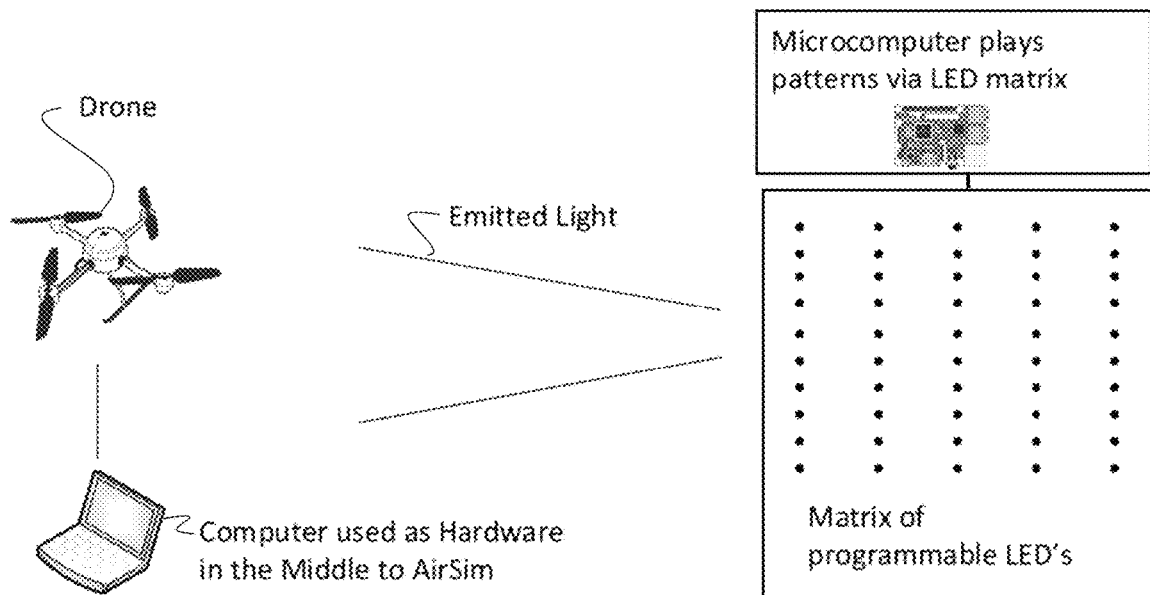 Microcomputer plays
patterns via LED matrix
Drone
Emitted Light
Computer used as Hardware
in the Middle to AirSim
Matrix of
programmable LED's